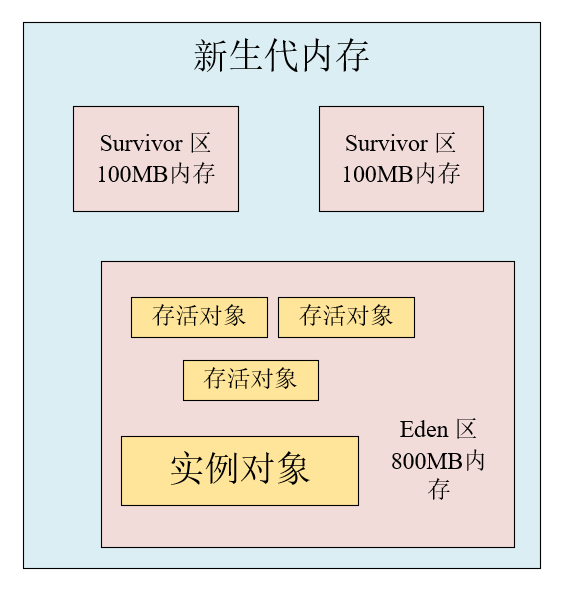 新生代内存
Survivor 区
100MB内存
Survivor 区
100MB内存
存活对象
存活对象
存活对象
实例对象
Eden 区
800MB内
存